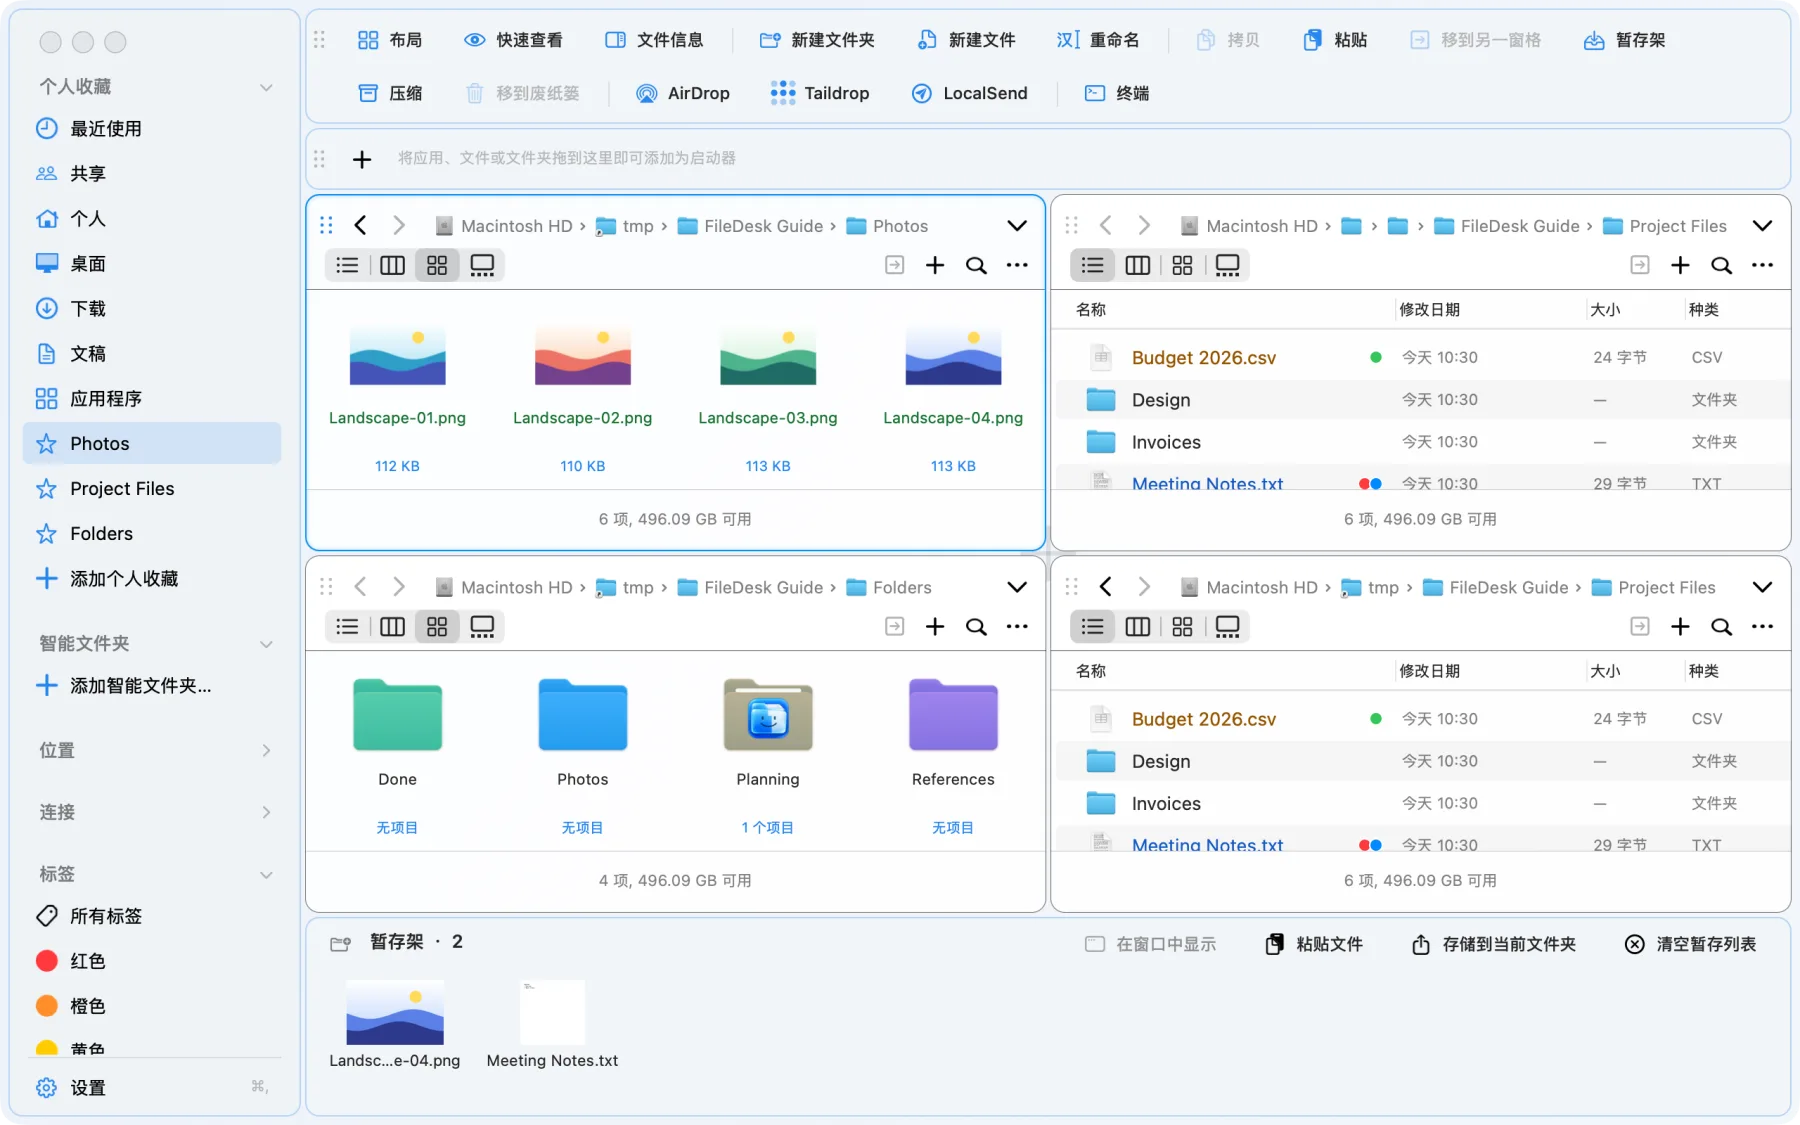 个人收藏
最近使用
共享
个人
桌面
下载
文稿
应用程序
Photos
Project Files
Folders
添加个人收藏
智能文件夹
添加智能文件夹...
位置
连接
标签
所有标签
红色
橙色
黄色
设置 ⌘,
布局 快速查看 文件信息 新建文件夹 新建文件 汉 重命名 拷贝 粘贴 移到另一窗格 暂存架
压缩 移到废纸篓 AirDrop Taildrop LocalSend 终端
将应用、文件或文件夹拖到这里即可添加为启动器
Macintosh HD › tmp › FileDesk Guide › Photos
Landscape-01.png Landscape-02.png Landscape-03.png Landscape-04.png
112 KB 110 KB 113 KB 113 KB
6 项, 496.09 GB 可用
Macintosh HD › › › FileDesk Guide › Project Files
名称 修改日期 大小 种类
Budget 2026.csv 今天 10:30 24 字节 CSV
Design 今天 10:30 — 文件夹
Invoices 今天 10:30 — 文件夹
Meeting Notes.txt 今天 10:30 29 字节 TXT
6 项, 496.09 GB 可用
Macintosh HD › tmp › FileDesk Guide › Folders
Done Photos Planning References
无项目 无项目 1 个项目 无项目
4 项, 496.09 GB 可用
Macintosh HD › tmp › FileDesk Guide › Project Files
名称 修改日期 大小 种类
Budget 2026.csv 今天 10:30 24 字节 CSV
Design 今天 10:30 — 文件夹
Invoices 今天 10:30 — 文件夹
Meeting Notes.txt 今天 10:30 29 字节 TXT
6 项, 496.09 GB 可用
暂存架 · 2 在窗口中显示 粘贴文件 存储到当前文件夹 清空暂存列表
Landsc...e-04.png Meeting Notes.txt